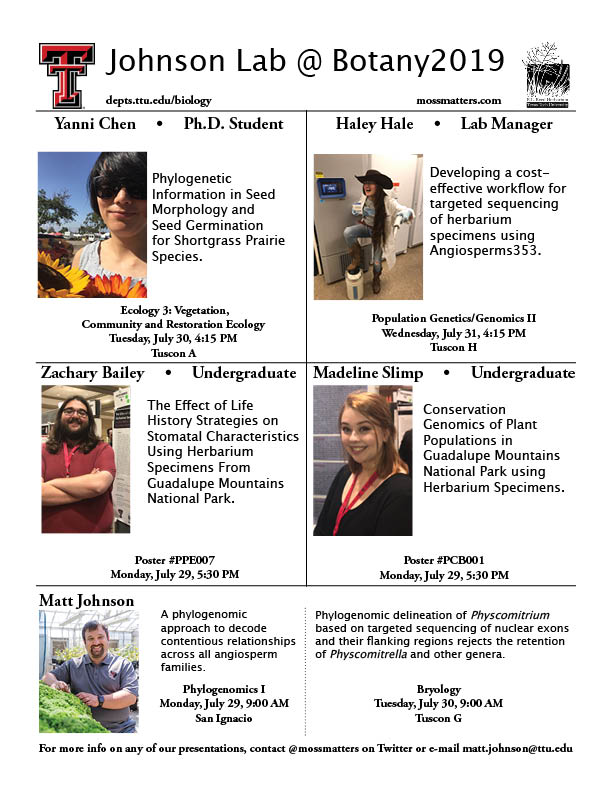 Johnson Lab @ Botany2019
depts.ttu.edu/biology
mossmatters.com
E.L. Reed Herbarium
Texas Tech University
Yanni Chen • Ph.D. Student
Phylogenetic
Information in Seed
Morphology and
Seed Germination
for Shortgrass Prairie
Species.
Ecology 3: Vegetation,
Community and Restoration Ecology
Tuesday, July 30, 4:15 PM
Tuscon A
Haley Hale • Lab Manager
Developing a cost-
effective workflow for
targeted sequencing
of herbarium
specimens using
Angiosperms353.
Population Genetics/Genomics II
Wednesday, July 31, 4:15 PM
Tuscon H
Zachary Bailey • Undergraduate
The Effect of Life
History Strategies on
Stomatal Characteristics
Using Herbarium
Specimens From
Guadalupe Mountains
National Park.
Poster #PPE007
Monday, July 29, 5:30 PM
Madeline Slimp • Undergraduate
Conservation
Genomics of Plant
Populations in
Guadalupe Mountains
National Park using
Herbarium Specimens.
Poster #PCB001
Monday, July 29, 5:30 PM
Matt Johnson
A phylogenomic
approach to decode
contentious relationships
across all angiosperm
families.
Phylogenomics I
Monday, July 29, 9:00 AM
San Ignacio
Phylogenomic delineation of Physcomitrium
based on targeted sequencing of nuclear exons
and their flanking regions rejects the retention
of Physcomitrella and other genera.
Bryology
Tuesday, July 30, 9:00 AM
Tuscon G
For more info on any of our presentations, contact @mossmatters on Twitter or e-mail matt.johnson@ttu.edu